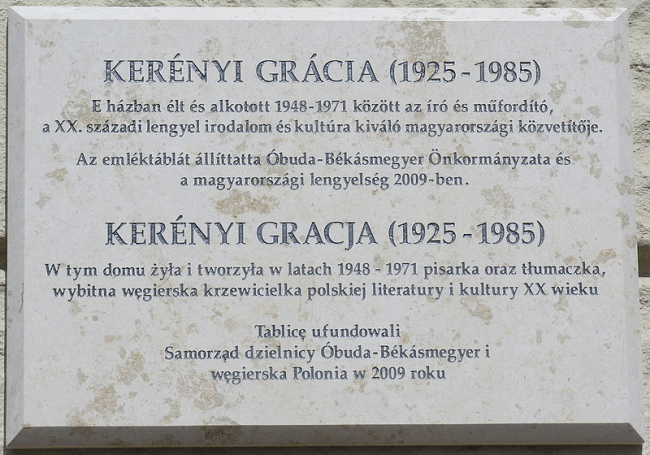 KERÉNYI GRÁCIA (1925-1985)
E házban élt és alkotott 1948-1971 között az író és műfordító,
a XX. századi lengyel irodalom és kultúra kiváló magyarországi közvetítője.
Az emléktáblát állíttatta Óbuda-Békásmegyer Önkormányzata és
a magyarországi lengyelség 2009-ben.
KERÉNYI GRACJA (1925-1985)
W tym domu żyła i tworzyła w latach 1948 - 1971 pisarka oraz tłumaczka,
wybitna węgierska krzewicielka polskiej literatury i kultury XX wieku
Tablicę ufundowali
Samorząd dzielnicy Óbuda-Békásmegyer i
węgierska Polonia w 2009 roku